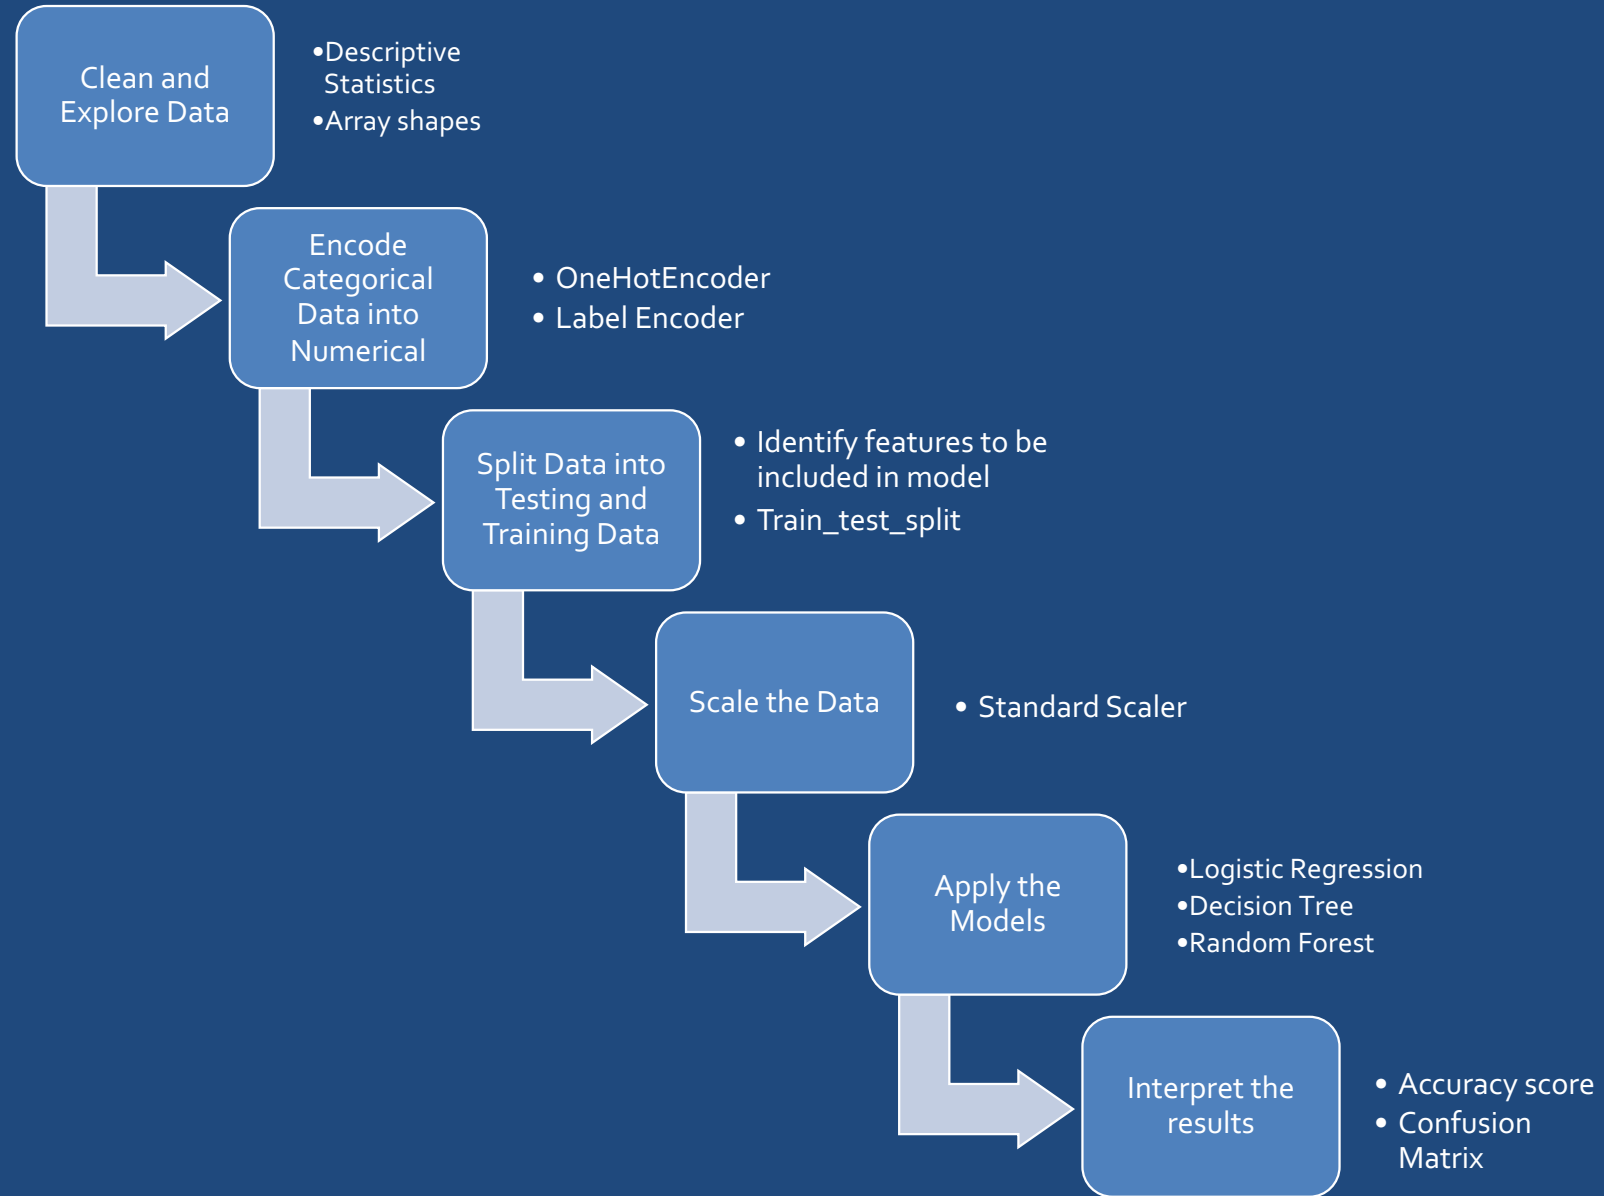 Clean and
Explore Data
•Descriptive
Statistics
•Array shapes
Encode
Categorical
Data into
Numerical
• OneHotEncoder
• Label Encoder
Split Data into
Testing and
Training Data
• Identify features to be
included in model
• Train_test_split
Scale the Data
• Standard Scaler
Apply the
Models
•Logistic Regression
•Decision Tree
•Random Forest
Interpret the
results
• Accuracy score
• Confusion
Matrix